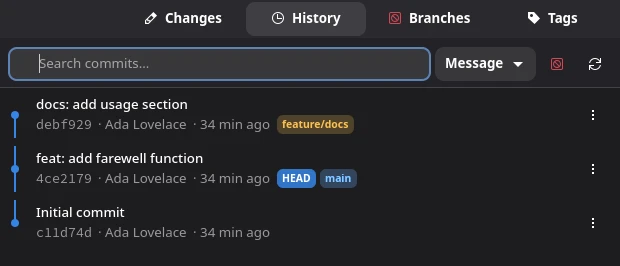 Changes History Branches Tags
Search commits... Message
docs: add usage section
debf929 · Ada Lovelace · 34 min ago feature/docs
feat: add farewell function
4ce2179 · Ada Lovelace · 34 min ago HEAD main
Initial commit
c11d74d · Ada Lovelace · 34 min ago